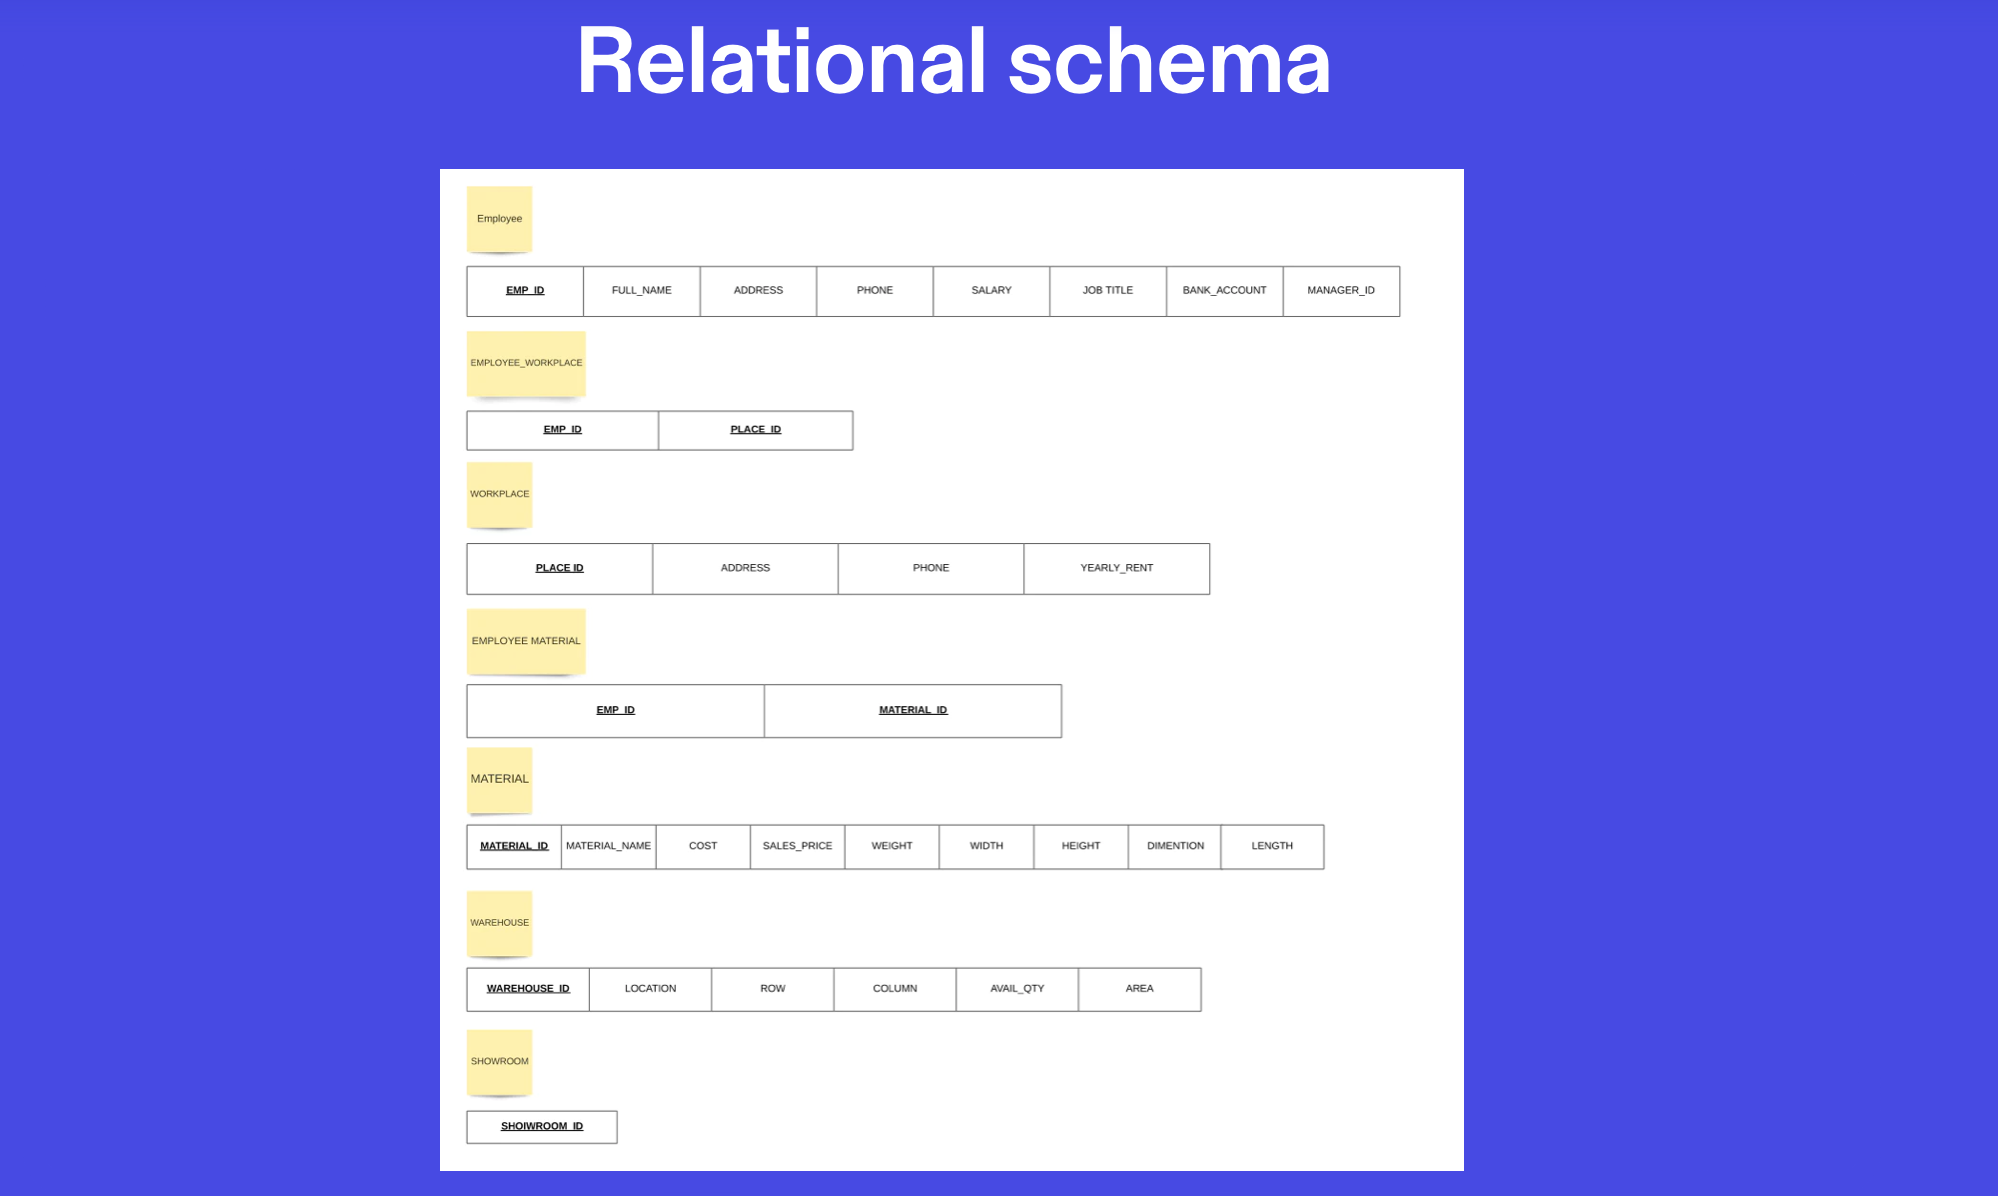 Relational schema
Employee
EMP_ID FULL_NAME ADDRESS PHONE SALARY JOB TITLE BANK_ACCOUNT MANAGER_ID
EMPLOYEE_WORKPLACE
EMP_ID PLACE_ID
WORKPLACE
PLACE ID ADDRESS PHONE YEARLY_RENT
EMPLOYEE MATERIAL
EMP_ID MATERIAL_ID
MATERIAL
MATERIAL_ID MATERIAL_NAME COST SALES_PRICE WEIGHT WIDTH HEIGHT DIMENTION LENGTH
WAREHOUSE
WAREHOUSE_ID LOCATION ROW COLUMN AVAIL_QTY AREA
SHOWROOM
SHOIWROOM_ID